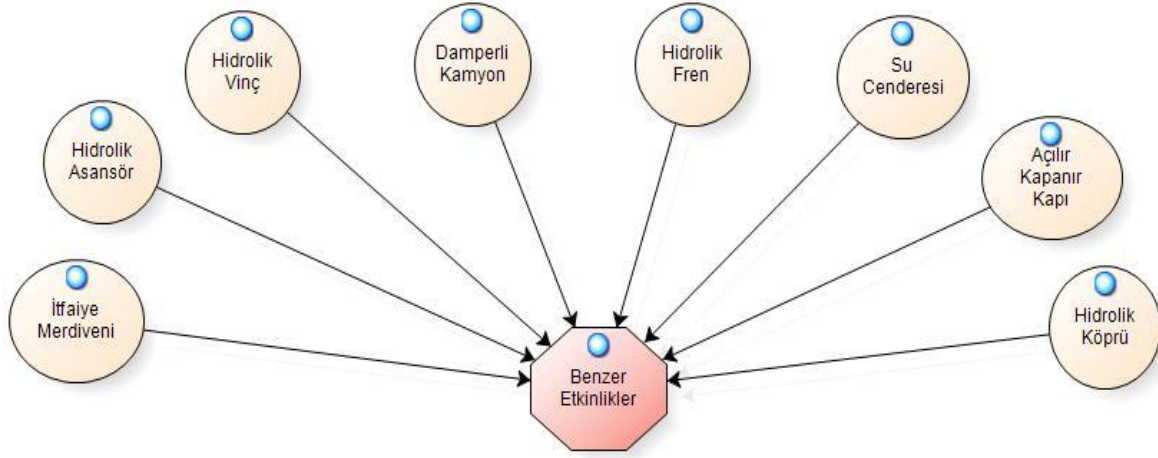 Hidrolik
Vinç
Damperli
Kamyon
Hidrolik
Fren
Su
Cenderesi
Hidrolik
Asansör
Açılır
Kapanır
Kapı
İtfaiye
Merdiveni
Hidrolik
Köprü
Benzer
Etkinlikler